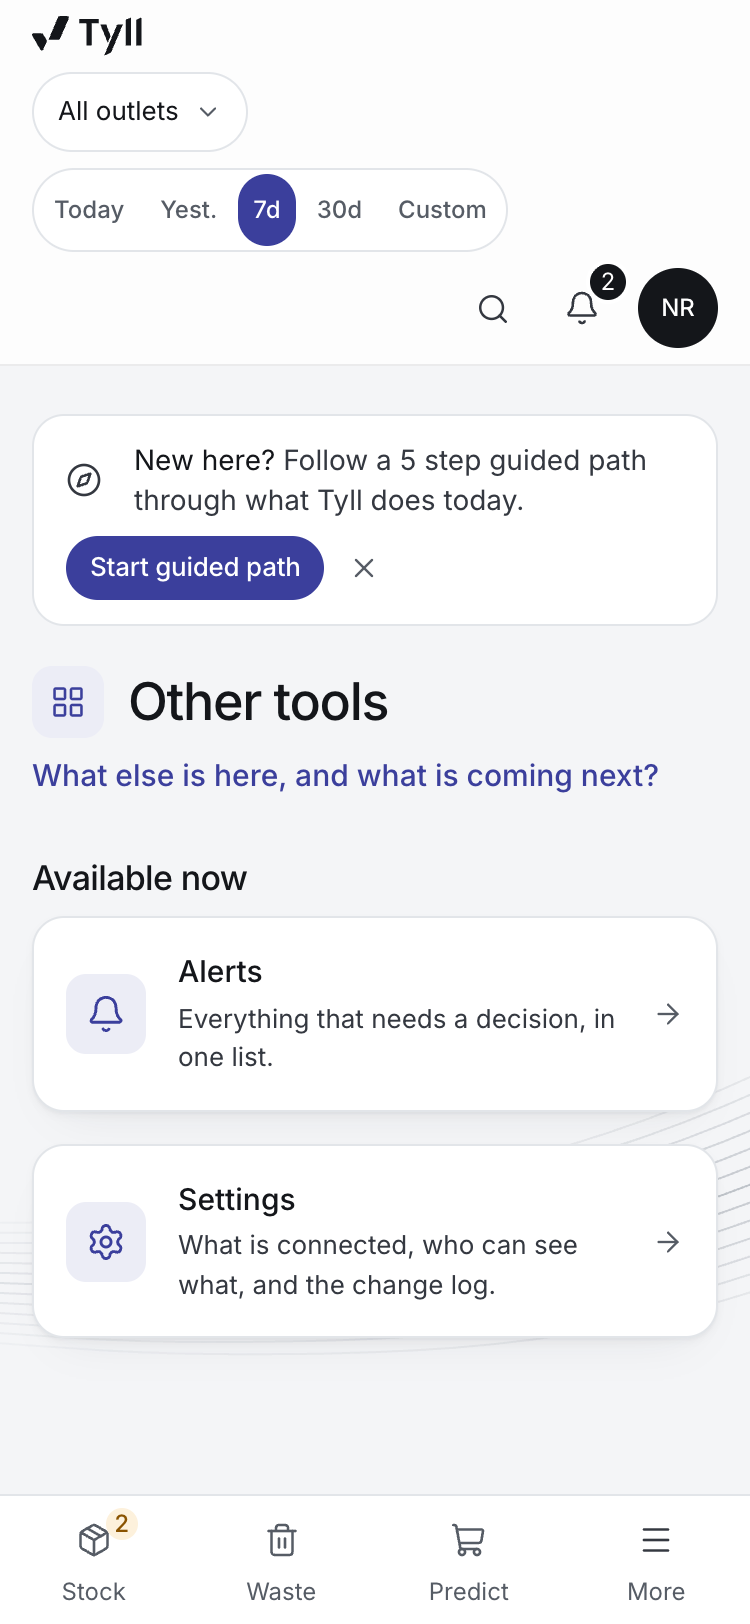 Tyll
All outlets
Today Yest. 7d 30d Custom
2
NR
New here? Follow a 5 step guided path
through what Tyll does today.
Start guided path
Other tools
What else is here, and what is coming next?
Available now
Alerts
Everything that needs a decision, in
one list.
Settings
What is connected, who can see
what, and the change log.
2
Stock Waste Predict More